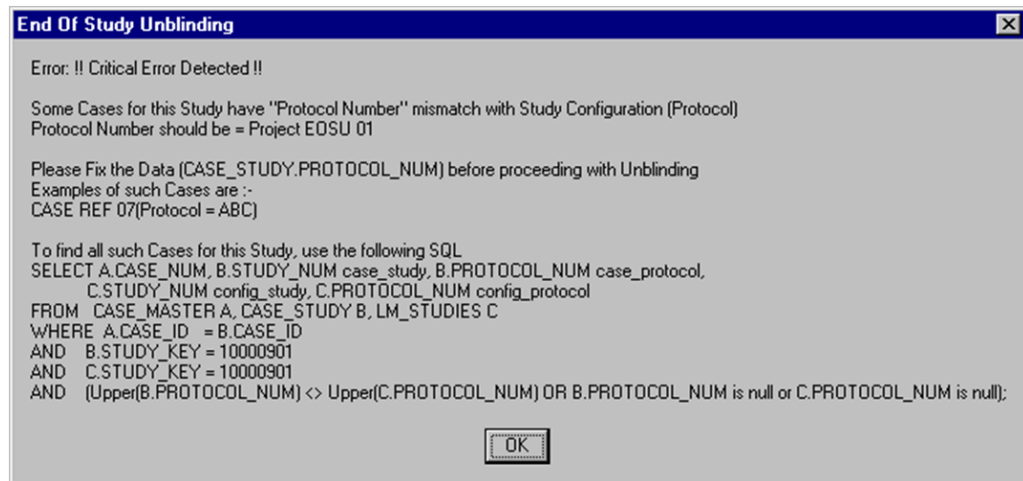 End Of Study Unblinding
Error: !! Critical Error Detected !!
Some Cases for this Study have "Protocol Number" mismatch with Study Configuration (Protocol)
Protocol Number should be = Project EOSU 01
Please Fix the Data (CASE_STUDY.PROTOCOL_NUM) before proceeding with Unblinding
Examples of such Cases are :-
CASE REF 07(Protocol = ABC)
To find all such Cases for this Study, use the following SQL
SELECT A.CASE_NUM, B.STUDY_NUM case_study, B.PROTOCOL_NUM case_protocol,
C.STUDY_NUM config_study, C.PROTOCOL_NUM config_protocol
FROM CASE_MASTER A, CASE_STUDY B, LM_STUDIES C
WHERE A.CASE_ID = B.CASE_ID
AND B.STUDY_KEY = 10000901
AND C.STUDY_KEY = 10000901
AND (Upper(B.PROTOCOL_NUM) <> Upper(C.PROTOCOL_NUM) OR B.PROTOCOL_NUM is null or C.PROTOCOL_NUM is null);
OK